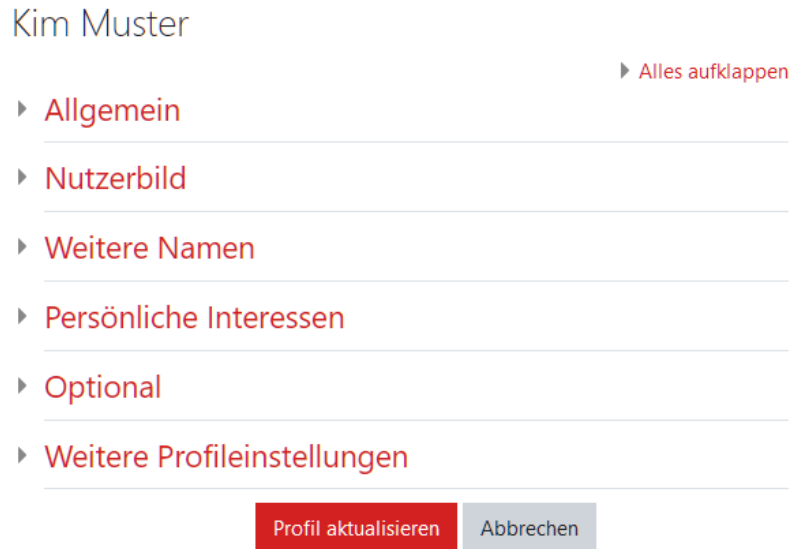 Kim Muster
Alles aufklappen
Allgemein
Nutzerbild
Weitere Namen
Persönliche Interessen
Optional
Weitere Profileinstellungen
Profil aktualisieren Abbrechen